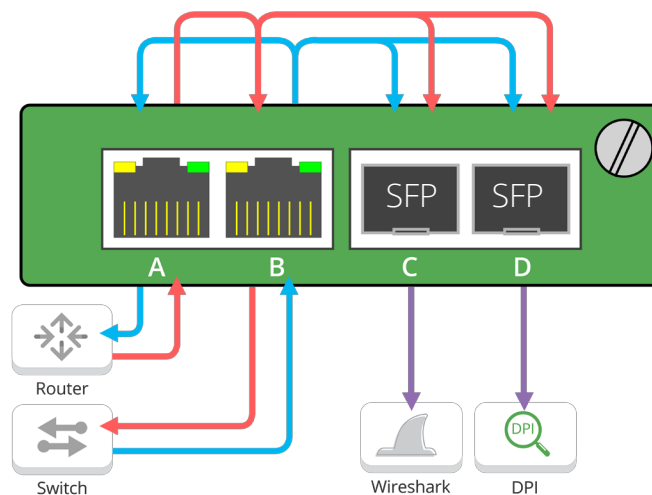 SFP
SFP
A
B
C
D
Router
Switch
DPI
Wireshark
DPI